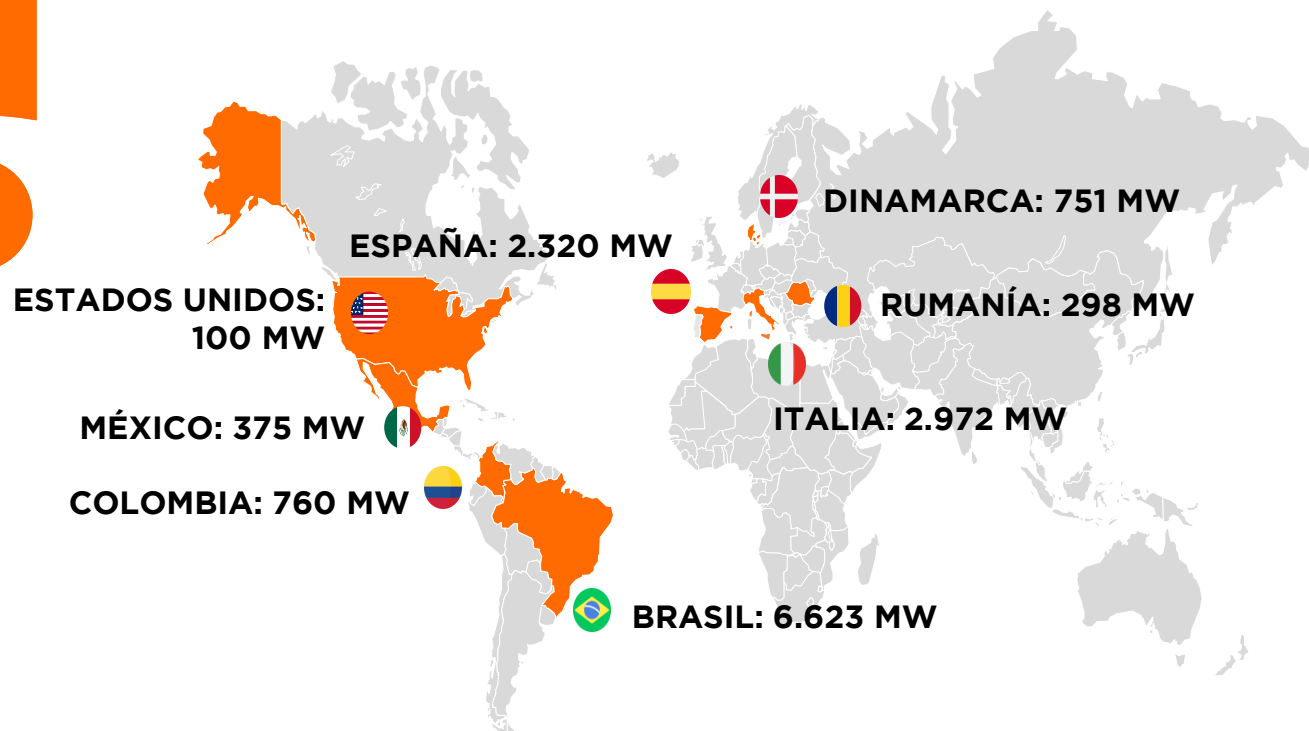 DINAMARCA: 751 MW
ESPAÑA: 2.320 MW
ESTADOS UNIDOS:
100 MW
RUMANÍA: 298 MW
ITALIA: 2.972 MW
MÉXICO: 375 MW
COLOMBIA: 760 MW
BRASIL: 6.623 MW